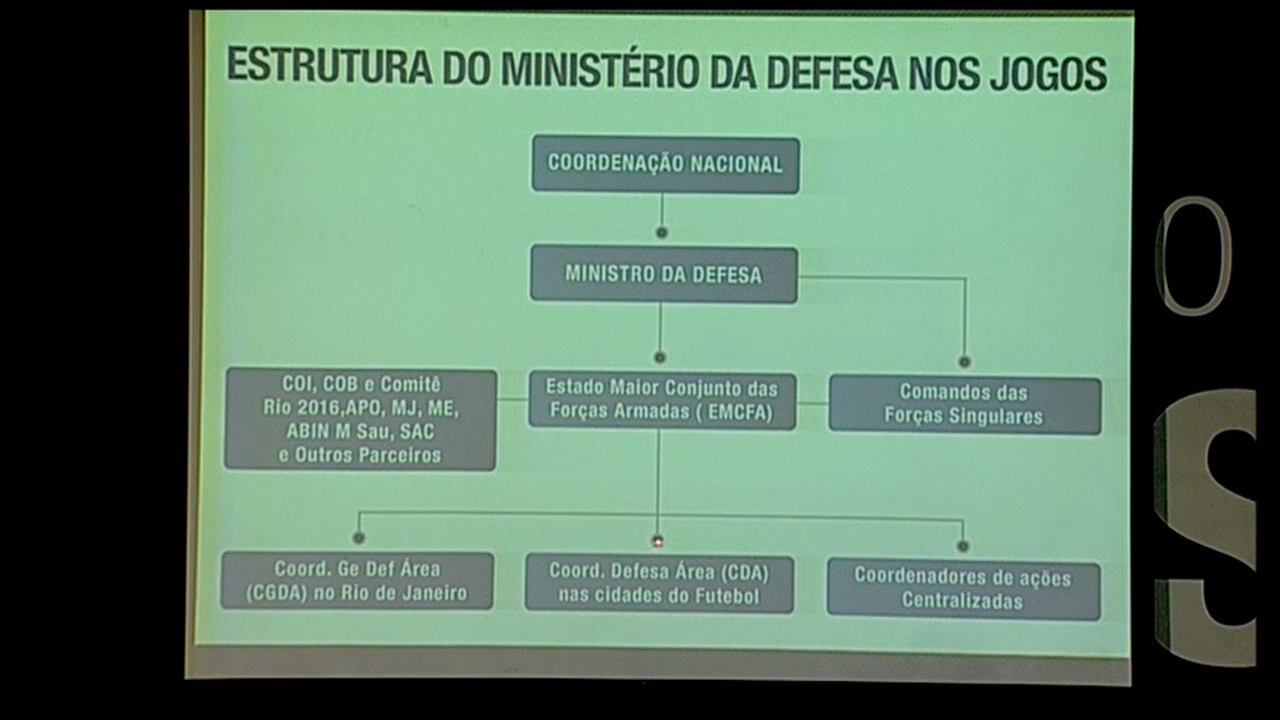 ESTRUTURA DO MINISTÉRIO DA DEFESA NOS JOGOS
COORDENAÇÃO NACIONAL
MINISTRO DA DEFESA
COI, COB e Comitê
Rio 2016,APO, MJ, ME,
ABIN M Sau, SAC
e Outros Parceiros
Estado Maior Conjunto das
Forças Armadas ( EMCFA)
Comandos das
Forças Singulares
Coord. Ge Def Área
(CGDA) no Rio de Janeiro
Coord. Defesa Área (CDA)
nas cidades do Futebol
Coordenadores de ações
Centralizadas
O
S